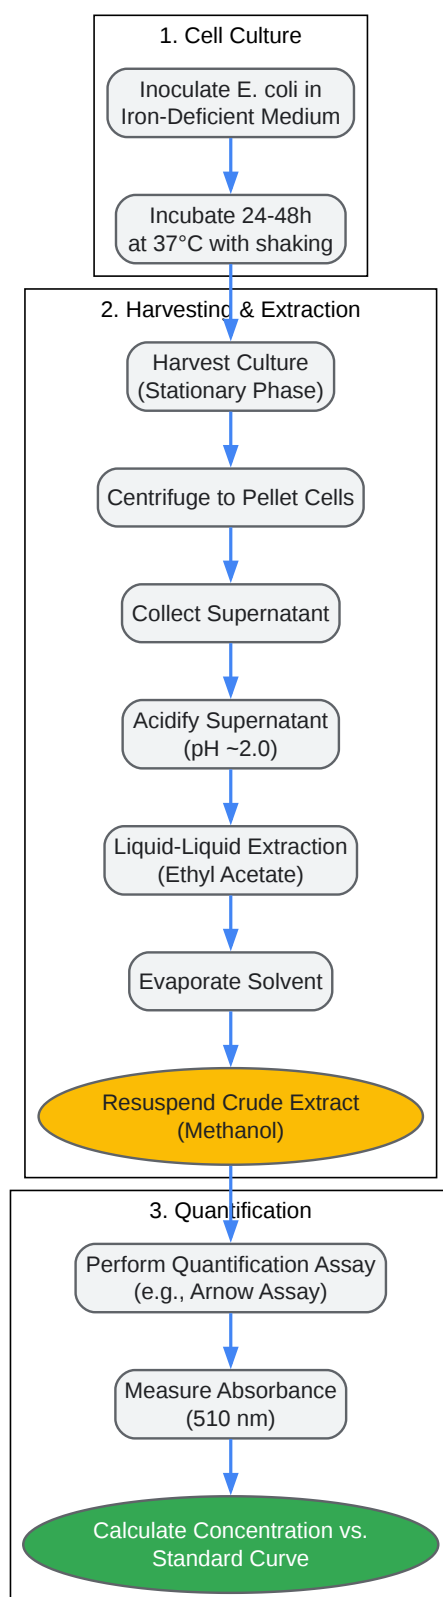 1. Cell Culture
Inoculate E. coli in
Iron-Deficient Medium
Incubate 24-48h
at 37°C with shaking
2. Harvesting & Extraction
Harvest Culture
(Stationary Phase)
Centrifuge to Pellet Cells
Collect Supernatant
Acidify Supernatant
(pH ~2.0)
Liquid-Liquid Extraction
(Ethyl Acetate)
Evaporate Solvent
Resuspend Crude Extract
(Methanol)
3. Quantification
Perform Quantification Assay
(e.g., Arnow Assay)
Measure Absorbance
(510 nm)
Calculate Concentration vs.
Standard Curve